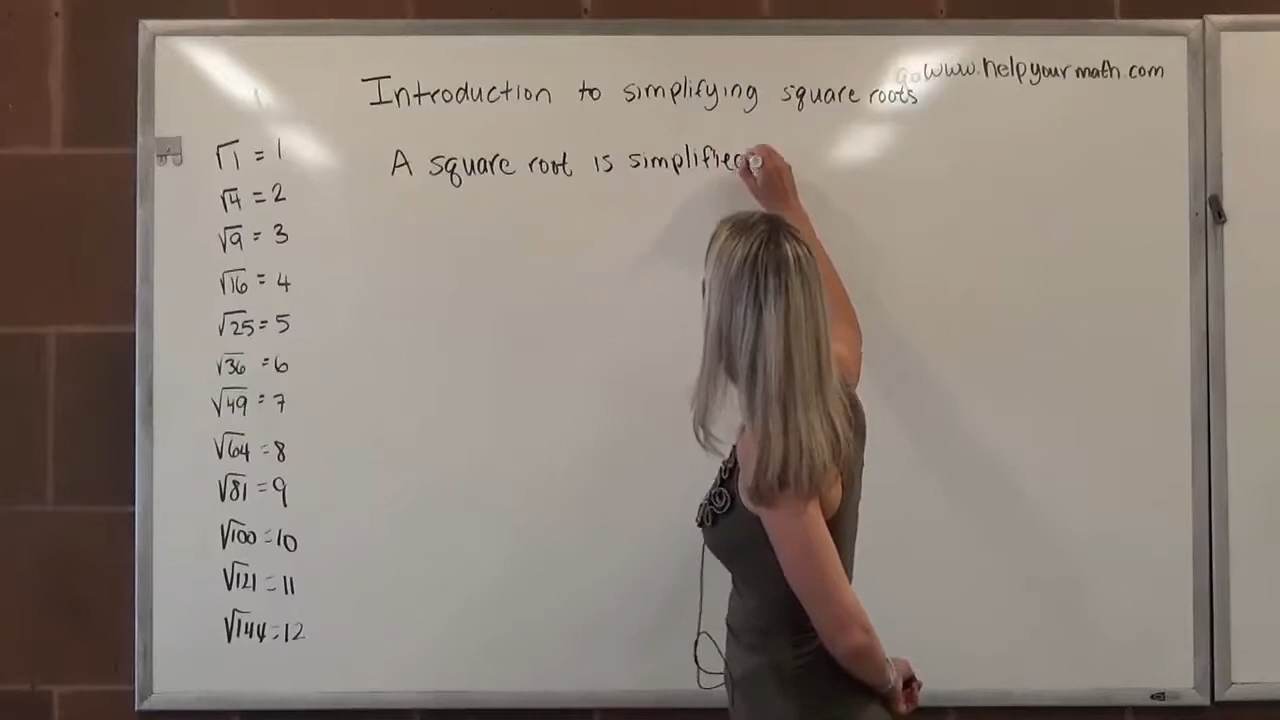 www.helpyourmath.com
Introduction to simplifying square roots
A square root is simplified
√1 = 1
√4 = 2
√9 = 3
√16 = 4
√25 = 5
√36 = 6
√49 = 7
√64 = 8
√81 = 9
√100 = 10
√121 = 11
√144 = 12